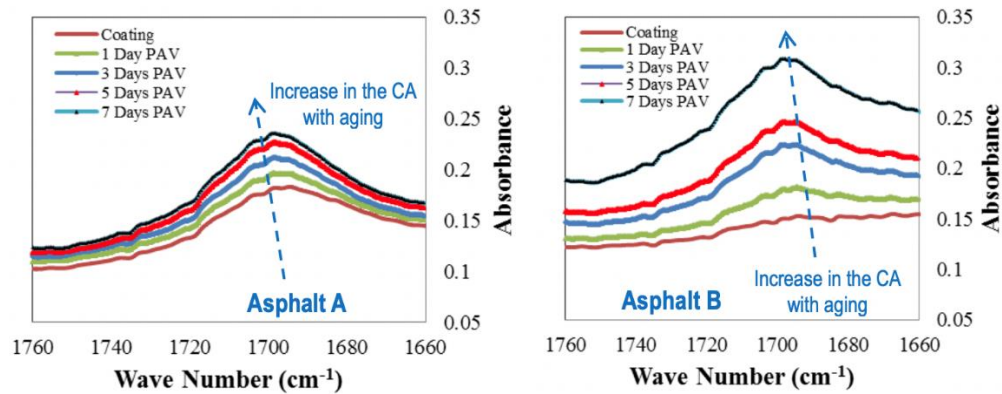 Coating
1 Day PAV
3 Days PAV
5 Days PAV
7 Days PAV
Increase in the CA
with aging
Asphalt A
0.35
0.3
0.25
0.2
0.15
0.1
0.05
Absorbance
1760 1740 1720 1700 1680 1660
Wave Number (cm⁻¹)
Coating
1 Day PAV
3 Days PAV
5 Days PAV
7 Days PAV
Asphalt B
Increase in the CA
with aging
0.35
0.3
0.25
0.2
0.15
0.1
0.05
Absorbance
1760 1740 1720 1700 1680 1660
Wave Number (cm⁻¹)